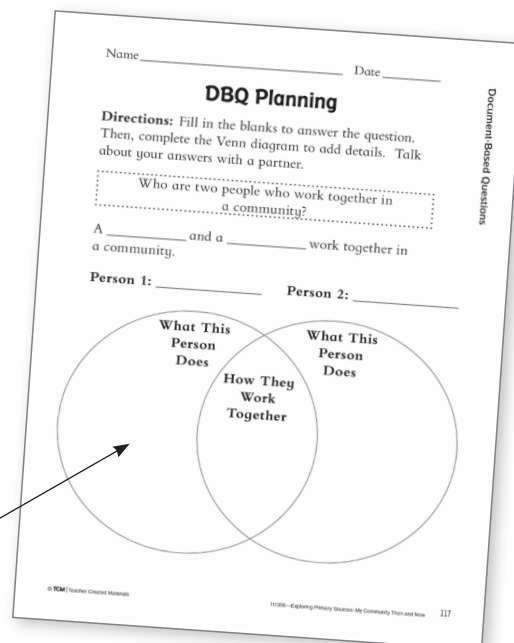 Name Date
DBQ Planning
Directions: Fill in the blanks to answer the question.
Then, complete the Venn diagram to add details. Talk
about your answers with a partner.
Who are two people who work together in
a community?
A and a work together in
a community.
Person 1: Person 2:
What This
Person
Does
How They
Work
Together
What This
Person
Does
© TCM | Teacher Created Materials
111306—Exploring Primary Sources: My Community Then and Now 117
Document-Based Questions